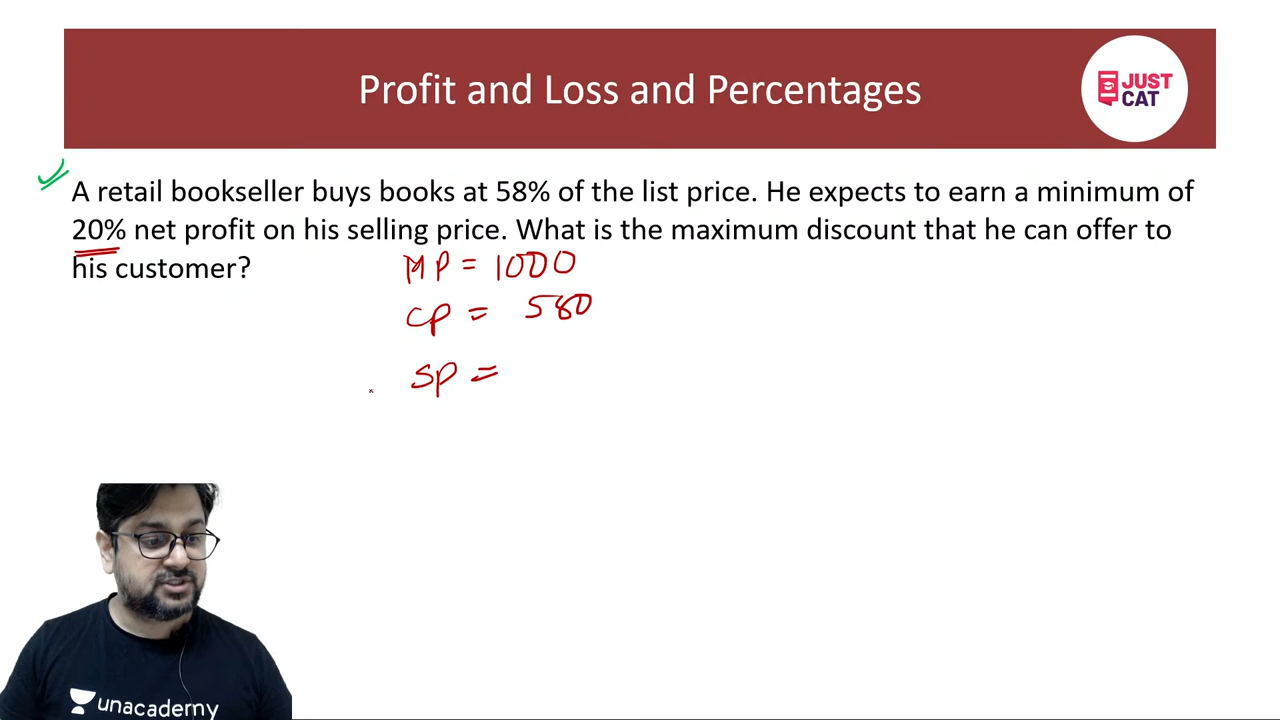 Profit and Loss and Percentages
JUST
CAT
A retail bookseller buys books at 58% of the list price. He expects to earn a minimum of
20% net profit on his selling price. What is the maximum discount that he can offer to
his customer?
MP = 1000
CP = 580
SP =
unacademy